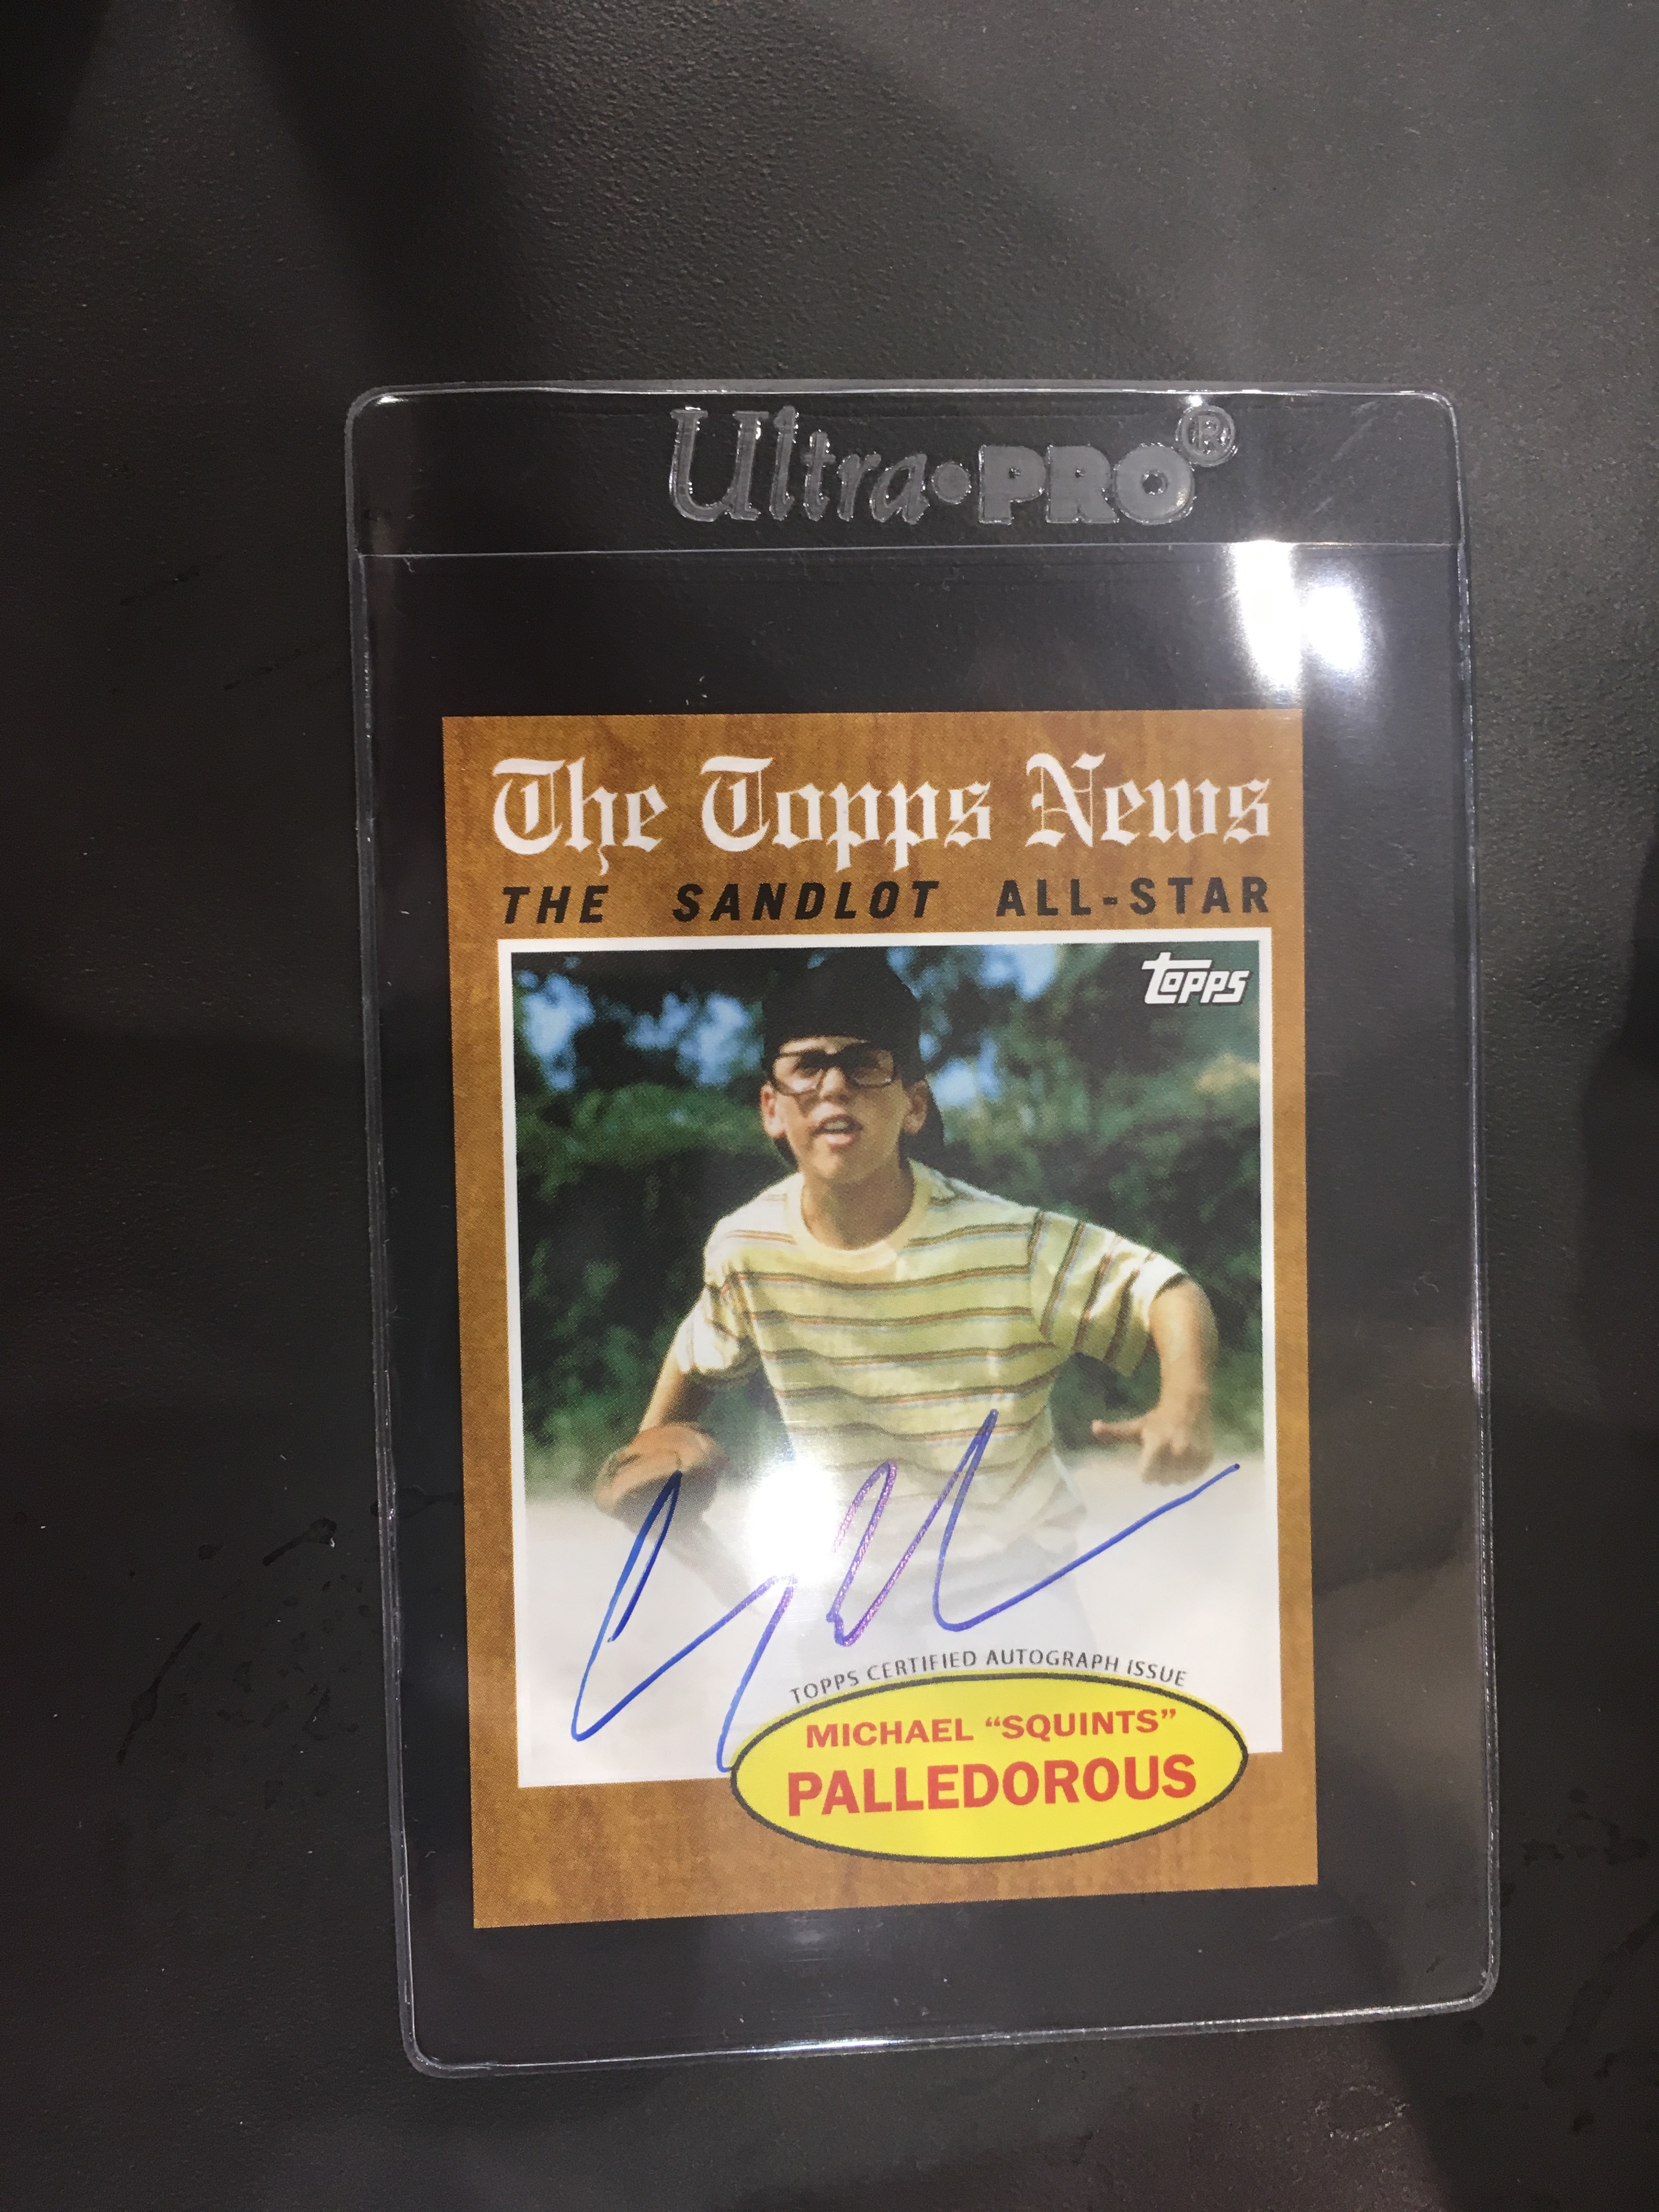 Ultra•PRO®
The Topps News
THE SANDLOT ALL-STAR
topps
TOPPS CERTIFIED AUTOGRAPH ISSUE
MICHAEL “SQUINTS”
PALLEDOROUS